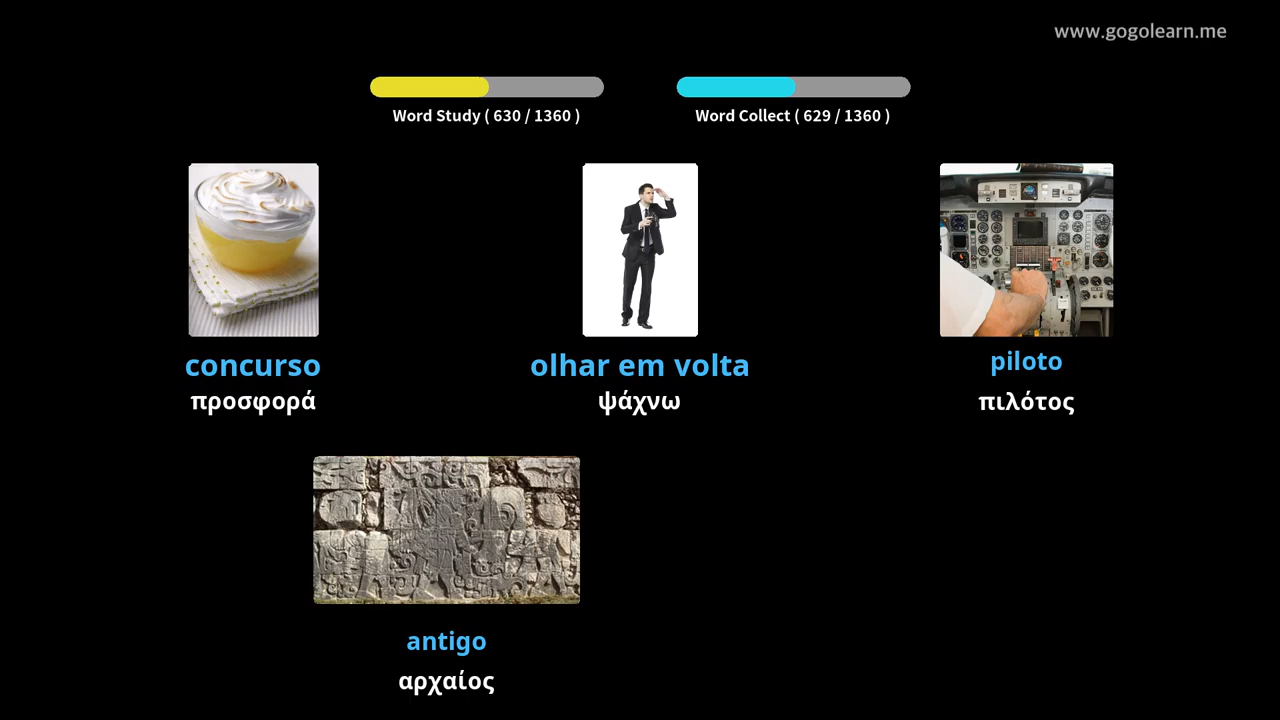 www.gogolearn.me
Word Study ( 630 / 1360 )
Word Collect ( 629 / 1360 )
concurso
προσφορά
olhar em volta
ψάχνω
piloto
πιλότος
antigo
αρχαίος